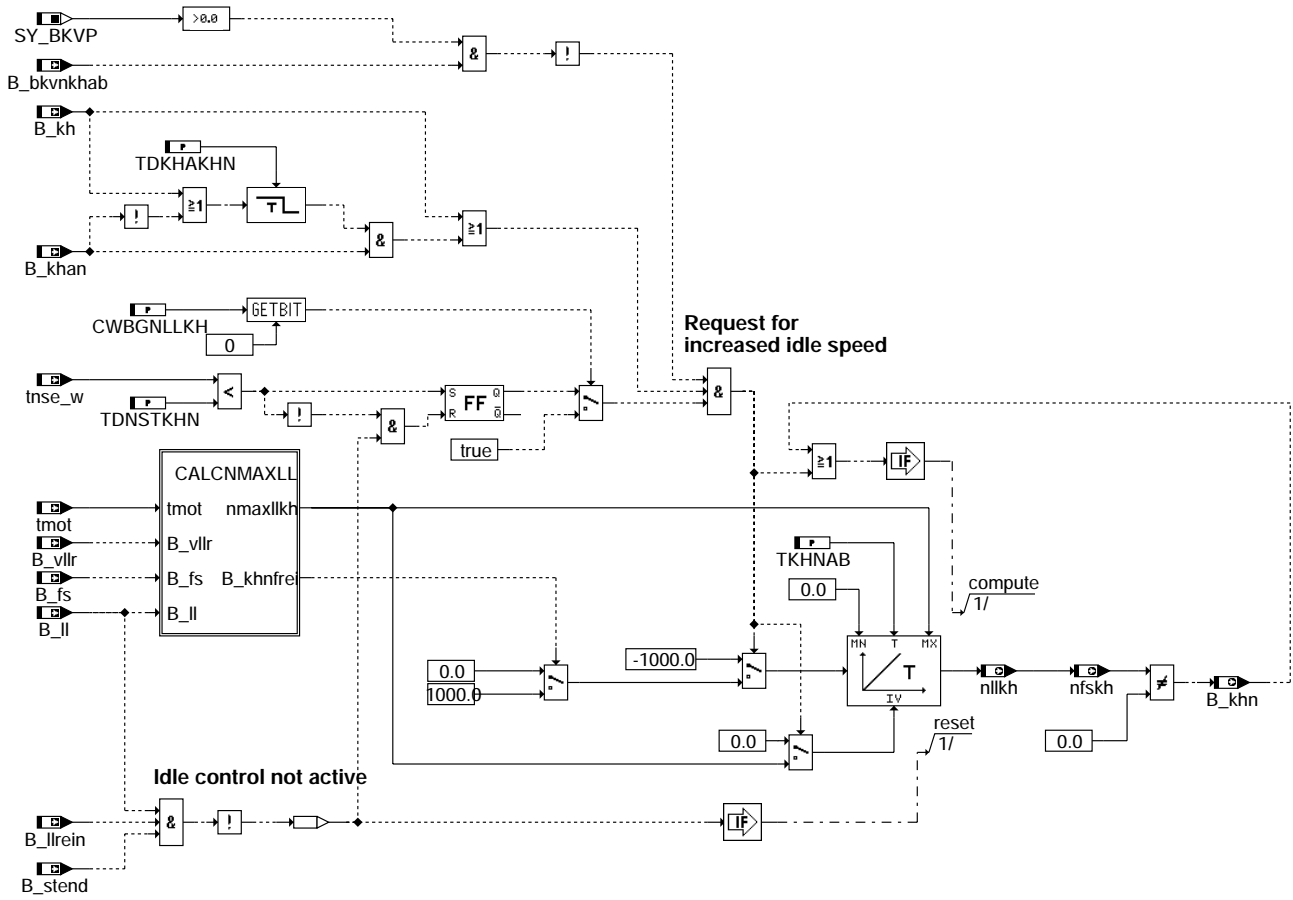 >0.0
SY_BKVP
&
!
B_bkvnkhab
B_kh
P
TDKHAKHN
≥1
T
!
≥1
&
B_khan
P
GETBIT
CWBGNLLKH
0
Request for
increased idle speed
tnse_w
P
TDNSTKHN
<
!
&
S Q
FF
R Q̅
&
true
≥1
IF
CALCNMAXLL
tmot
tmot nmaxllkh
B_vllr
B_vllr
B_fs
B_fs B_khnfrei
B_ll
B_ll
P
TKHNAB
0.0
compute
1/
0.0
1000.0
-1000.0
MN T MX
T
IV
nllkh
nfskh
≠
B_khn
0.0
0.0
reset
1/
Idle control not active
&
!
IF
B_llrein
B_stend